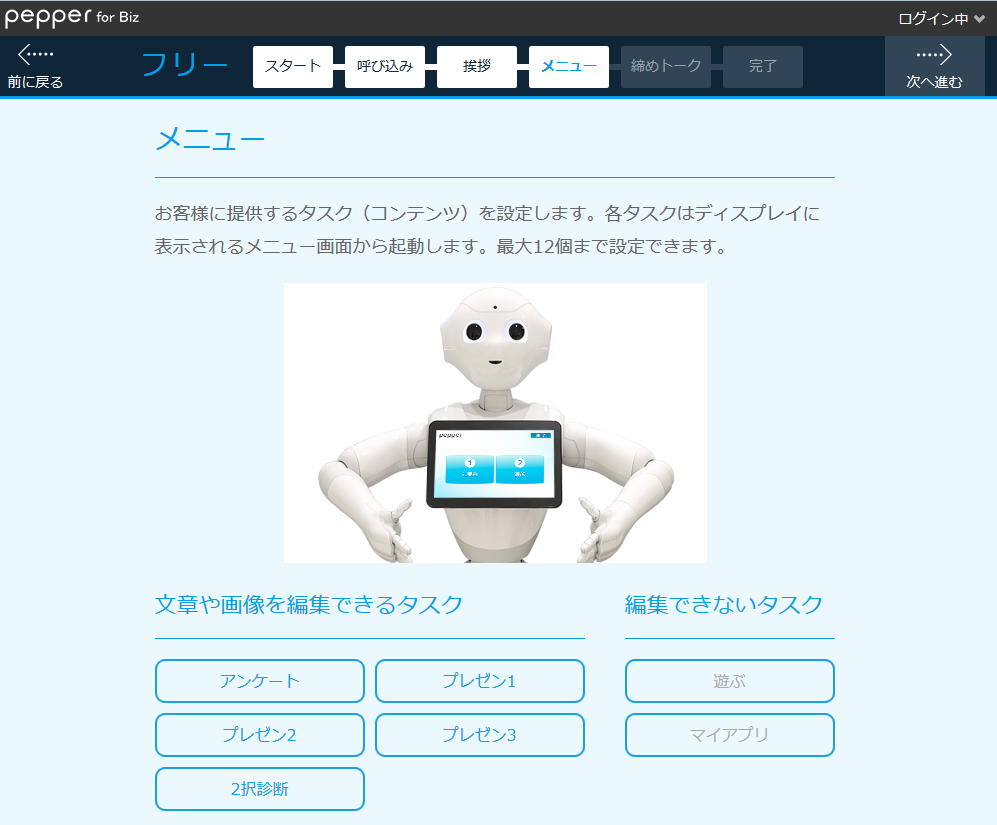 pepper for Biz
ログイン中
前に戻る
フリー
スタート
呼び込み
挨拶
メニュー
締めトーク
完了
次へ進む
メニュー
お客様に提供するタスク（コンテンツ）を設定します。各タスクはディスプレイに
表示されるメニュー画面から起動します。最大12個まで設定できます。
pepper
1
2
遊ぶ
文章や画像を編集できるタスク
編集できないタスク
アンケート
プレゼン1
遊ぶ
プレゼン2
プレゼン3
マイアプリ
2択診断